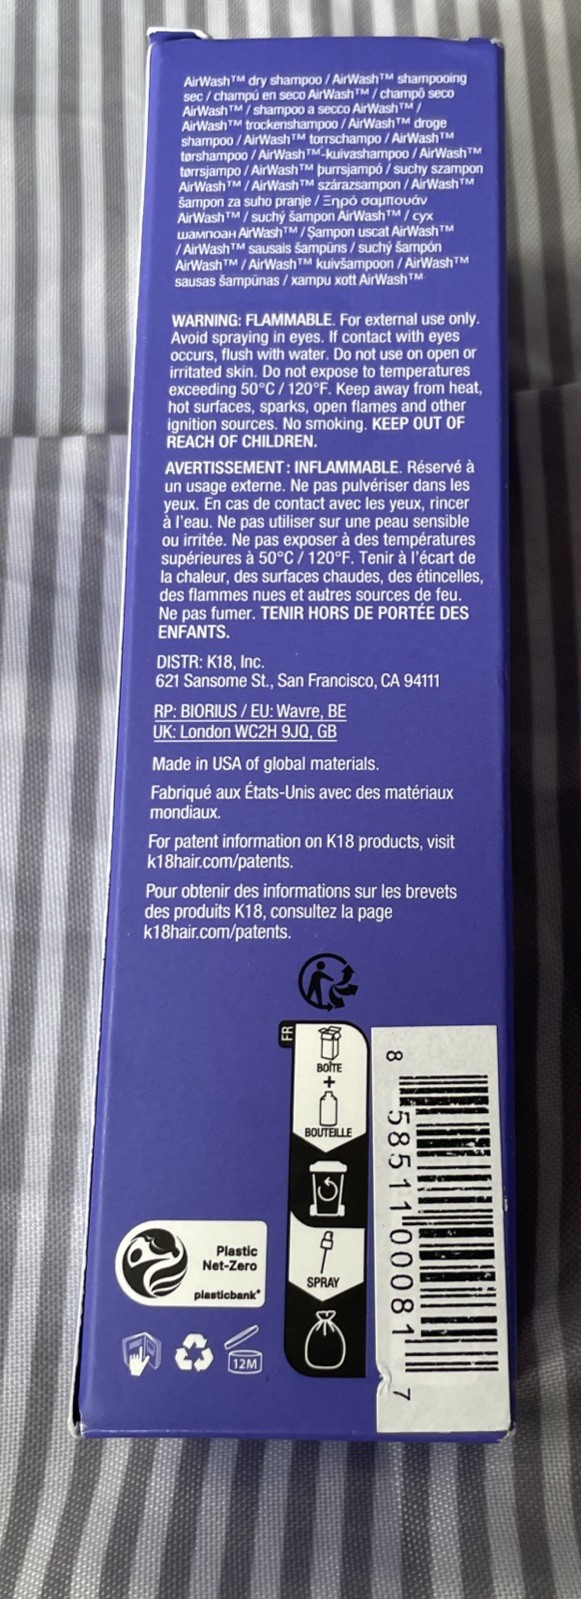 AirWash™ dry shampoo / AirWash™ shampooing
sec / champú en seco AirWash™ / champô seco
AirWash™ / shampoo a secco AirWash™ /
AirWash™ trockenshampoo / AirWash™ droge
shampoo / AirWash™ torrschampo / AirWash™
tørshampoo / AirWash™-kuivashampoo / AirWash™
tørrsjampo / AirWash™ þurrsjampó / suchy szampon
AirWash™ / AirWash™ szárazsampon / AirWash™
šampon za suho pranje / Ξηρό σαμπουάν
AirWash™ / suchý šampon AirWash™ / сух
шампоан AirWash™ / Şampon uscat AirWash™
/ AirWash™ sausais šampūns / suchý šampón
AirWash™ / AirWash™ kuivšampoon / AirWash™
sausas šampūnas / xampu xott AirWash™
WARNING: FLAMMABLE. For external use only.
Avoid spraying in eyes. If contact with eyes
occurs, flush with water. Do not use on open or
irritated skin. Do not expose to temperatures
exceeding 50°C / 120°F. Keep away from heat,
hot surfaces, sparks, open flames and other
ignition sources. No smoking. KEEP OUT OF
REACH OF CHILDREN.
AVERTISSEMENT : INFLAMMABLE. Réservé à
un usage externe. Ne pas pulvériser dans les
yeux. En cas de contact avec les yeux, rincer
à l'eau. Ne pas utiliser sur une peau sensible
ou irritée. Ne pas exposer à des températures
supérieures à 50°C / 120°F. Tenir à l'écart de
la chaleur, des surfaces chaudes, des étincelles,
des flammes nues et autres sources de feu.
Ne pas fumer. TENIR HORS DE PORTÉE DES
ENFANTS.
DISTR: K18, Inc.
621 Sansome St., San Francisco, CA 94111
RP: BIORIUS / EU: Wavre, BE
UK: London WC2H 9JQ, GB
Made in USA of global materials.
Fabriqué aux États-Unis avec des matériaux
mondiaux.
For patent information on K18 products, visit
k18hair.com/patents.
Pour obtenir des informations sur les brevets
des produits K18, consultez la page
k18hair.com/patents.
FR
BOÎTE
+
BOUTEILLE
SPRAY
Plastic
Net-Zero
plasticbank®
12M
8 58511 00081 7